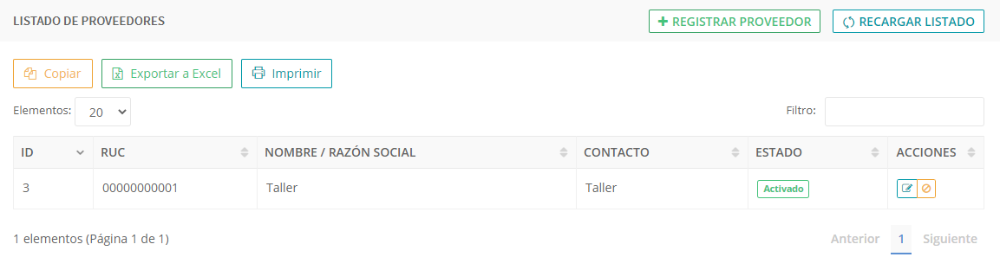 LISTADO DE PROVEEDORES
REGISTRAR PROVEEDOR
RECARGAR LISTADO
Copiar
Exportar a Excel
Imprimir
Elementos: 20
Filtro:
ID RUC NOMBRE / RAZÓN SOCIAL CONTACTO ESTADO ACCIONES
3 00000000001 Taller Taller Activado
1 elementos (Página 1 de 1)
Anterior 1 Siguiente